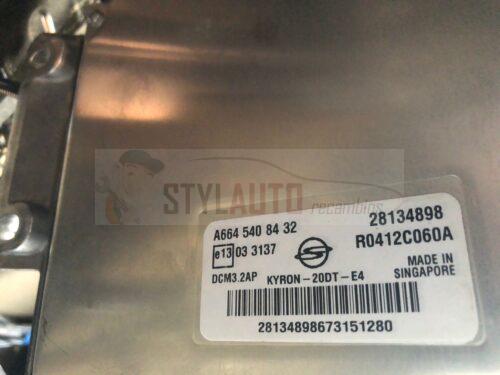 STYLAUTO
recambios
A664 540 84 32
28134898
e13 03 3137
R0412C060A
DCM3.2AP KYRON-20DT-E4
MADE IN
SINGAPORE
28134898673151280